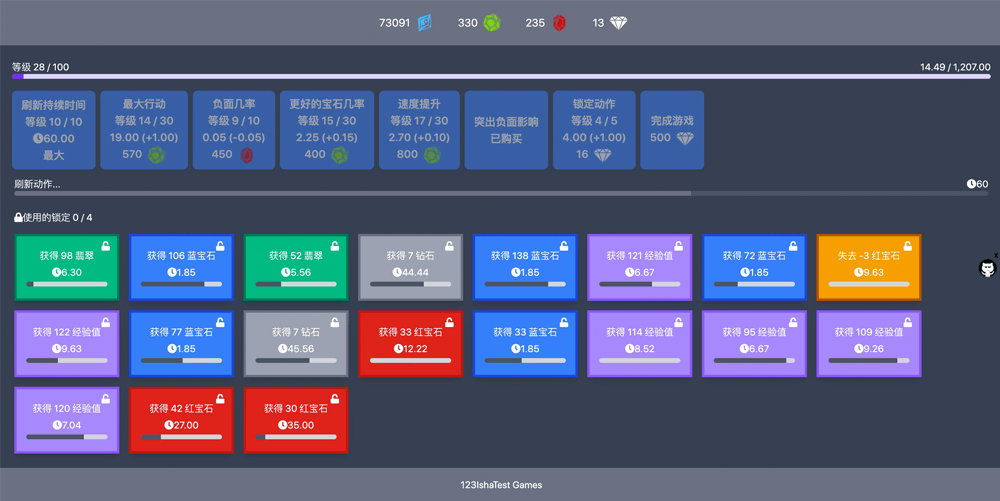 73091 330 235 13
等级 28 / 100 14.49 / 1,207.00
刷新持续时间
等级 10 / 10
60.00
最大
最大行动
等级 14 / 30
19.00 (+1.00)
570
负面几率
等级 9 / 10
0.05 (-0.05)
450
更好的宝石几率
等级 15 / 30
2.25 (+0.15)
400
速度提升
等级 17 / 30
2.70 (+0.10)
800
突出负面影响
已购买
锁定动作
等级 4 / 5
4.00 (+1.00)
16
完成游戏
500
刷新动作... 60
使用的锁定 0 / 4
获得 98 翡翠
6.30
获得 106 蓝宝石
1.85
获得 52 翡翠
5.56
获得 7 钻石
44.44
获得 138 蓝宝石
1.85
获得 121 经验值
6.67
获得 72 蓝宝石
1.85
失去 -3 红宝石
9.63
获得 122 经验值
9.63
获得 77 蓝宝石
1.85
获得 7 钻石
45.56
获得 33 红宝石
12.22
获得 33 蓝宝石
1.85
获得 114 经验值
8.52
获得 95 经验值
6.67
获得 109 经验值
9.26
获得 120 经验值
7.04
获得 42 红宝石
27.00
获得 30 红宝石
35.00
x
123IshaTest Games